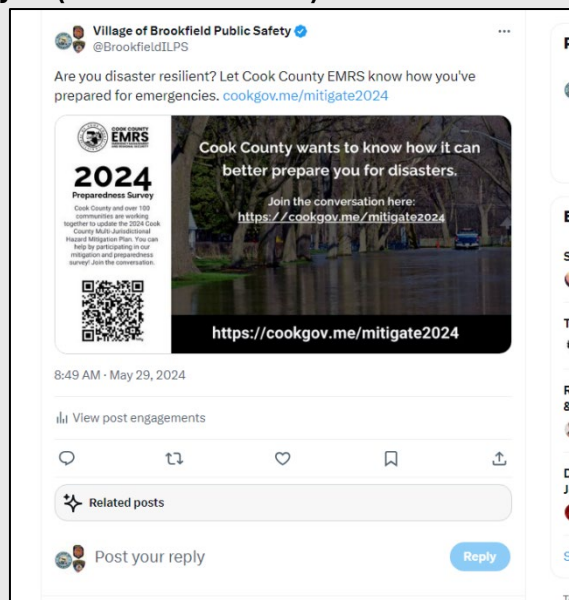 Village of Brookfield Public Safety
@BrookfieldILPS
Are you disaster resilient? Let Cook County EMRS know how you've
prepared for emergencies. cookgov.me/mitigate2024
COOK COUNTY
EMRS
2024
Preparedness Survey
Cook County and over 100
communities are working
together to update the 2024 Cook
County Multi-Jurisdictional
Hazard Mitigation Plan. You can
help by participating in our
mitigation and preparedness
survey! Join the conversation.
Cook County wants to know how it can
better prepare you for disasters.
Join the conversation here:
https://cookgov.me/mitigate2024
https://cookgov.me/mitigate2024
8:49 AM · May 29, 2024
View post engagements
Related posts
Post your reply
Reply